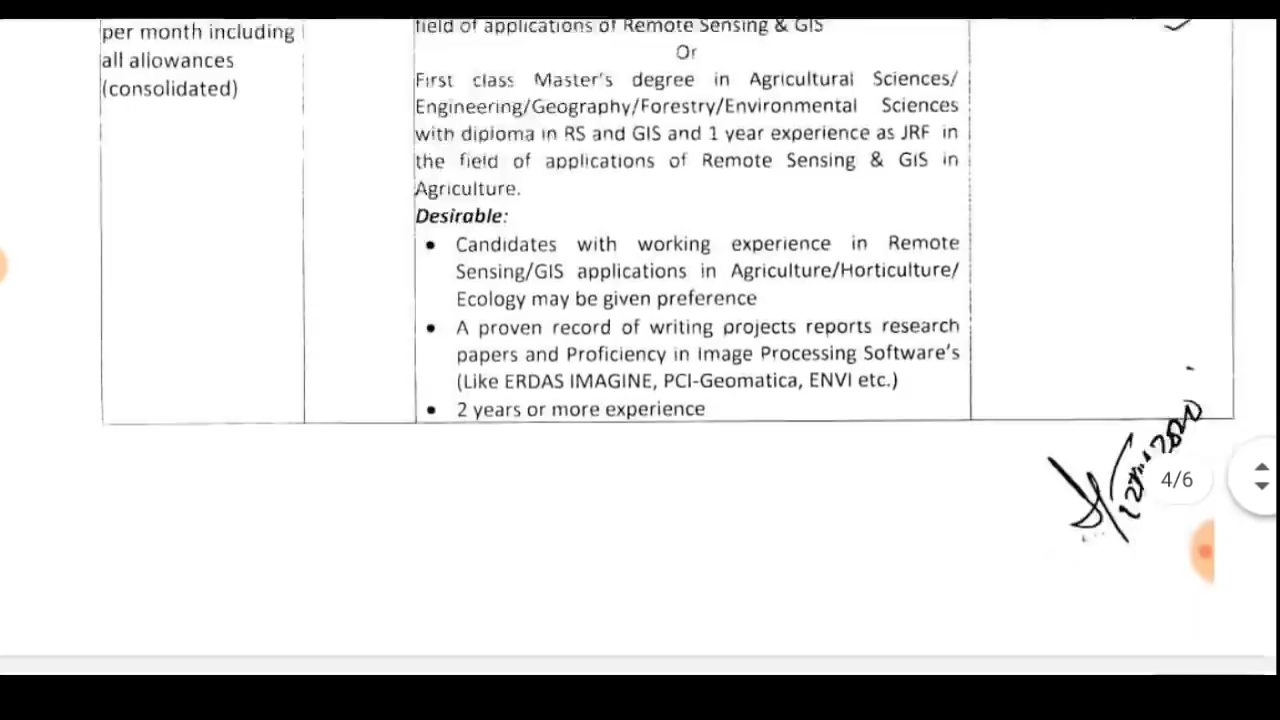 per month including
all allowances
(consolidated)
field of applications of Remote Sensing & GIS
Or
First class Master's degree in Agricultural Sciences/
Engineering/Geography/Forestry/Environmental Sciences
with diploma in RS and GIS and 1 year experience as JRF in
the field of applications of Remote Sensing & GIS in
Agriculture.
Desirable:
• Candidates with working experience in Remote
Sensing/GIS applications in Agriculture/Horticulture/
Ecology may be given preference
• A proven record of writing projects reports research
papers and Proficiency in Image Processing Software's
(Like ERDAS IMAGINE, PCI-Geomatica, ENVI etc.)
• 2 years or more experience
4/6